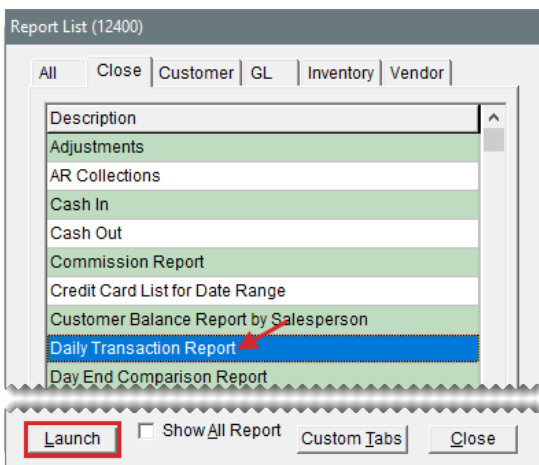 Report List (12400)
All Close Customer GL Inventory Vendor
Description
Adjustments
AR Collections
Cash In
Cash Out
Commission Report
Credit Card List for Date Range
Customer Balance Report by Salesperson
Daily Transaction Report
Day End Comparison Report
Launch Show All Report Custom Tabs Close